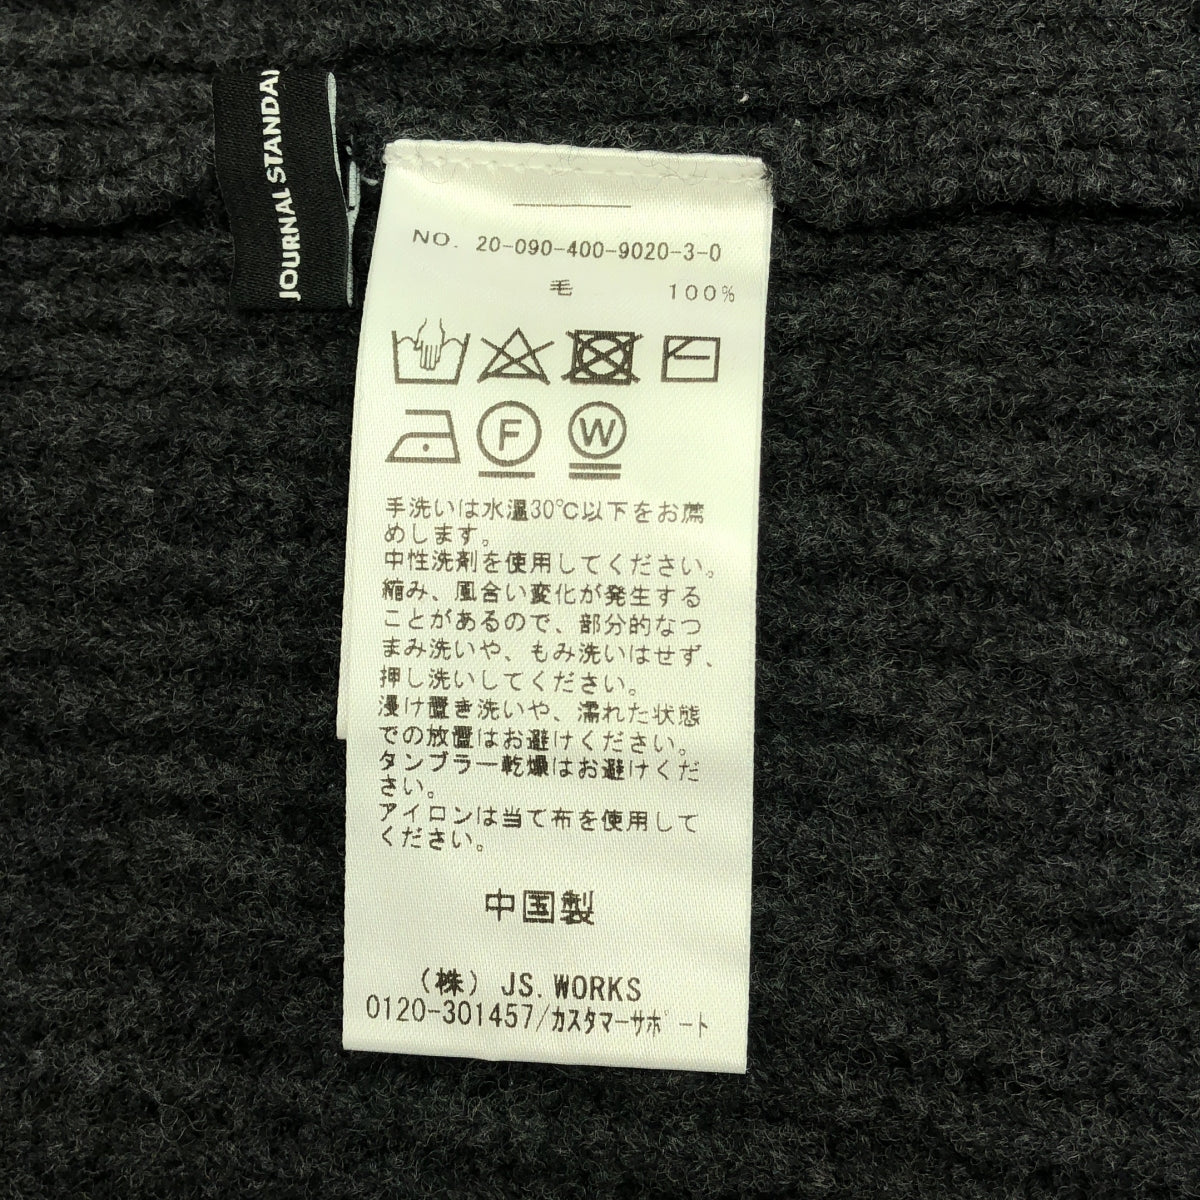 JOURNAL STANDA
NO. 20-090-400-9020-3-0
毛 100%
F W
手洗いは水温30℃以下をお薦
めします。
中性洗剤を使用してください。
縮み、風合い変化が発生する
ことがあるので、部分的なつ
まみ洗いや、もみ洗いはせず、
押し洗いしてください。
浸け置き洗いや、濡れた状態
での放置はお避けください。
タンブラー乾燥はお避けくだ
さい。
アイロンは当て布を使用して
ください。
中国製
(株) JS.WORKS
0120-301457/カスタマーサポート